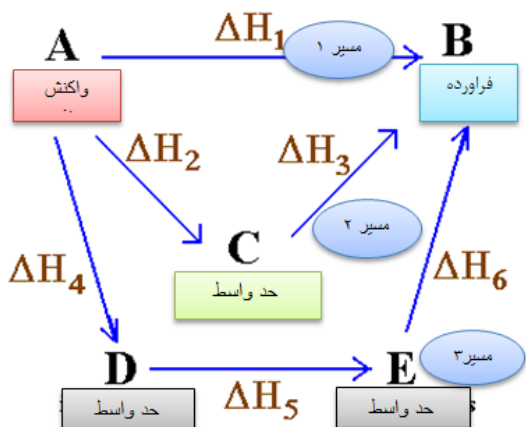 ΔH₁
A
B
مسیر ۱
واکنش
..
فراورده
ΔH₂
ΔH₃
C
مسیر ۲
حد واسط
ΔH₄
ΔH₆
D
E
مسیر۳
حد واسط
ΔH₅
حد واسط
s